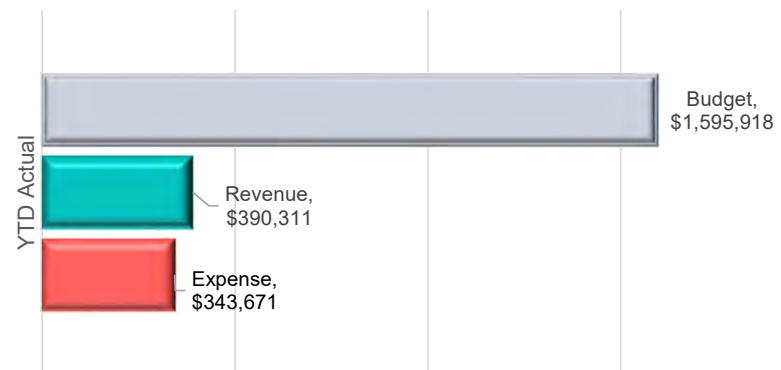 Budget,
$1,595,918
YTD Actual
Revenue,
$390,311
Expense,
$343,671